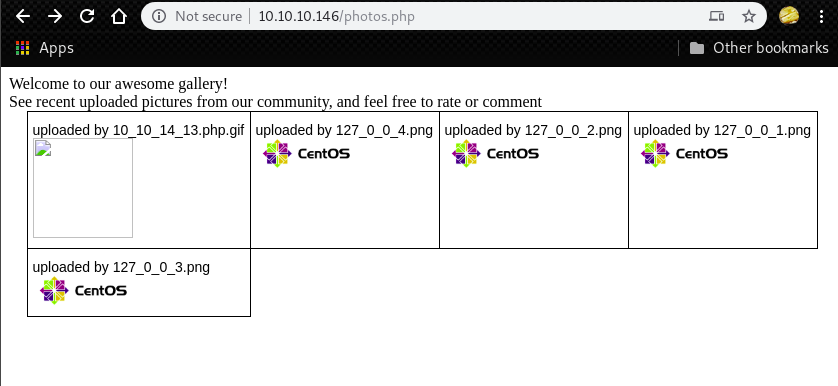 Not secure | 10.10.10.146/photos.php
Apps
Other bookmarks
Welcome to our awesome gallery!
See recent uploaded pictures from our community, and feel free to rate or comment
uploaded by 10_10_14_13.php.gif
uploaded by 127_0_0_4.png
uploaded by 127_0_0_2.png
uploaded by 127_0_0_1.png
CentOS
CentOS
CentOS
uploaded by 127_0_0_3.png
CentOS